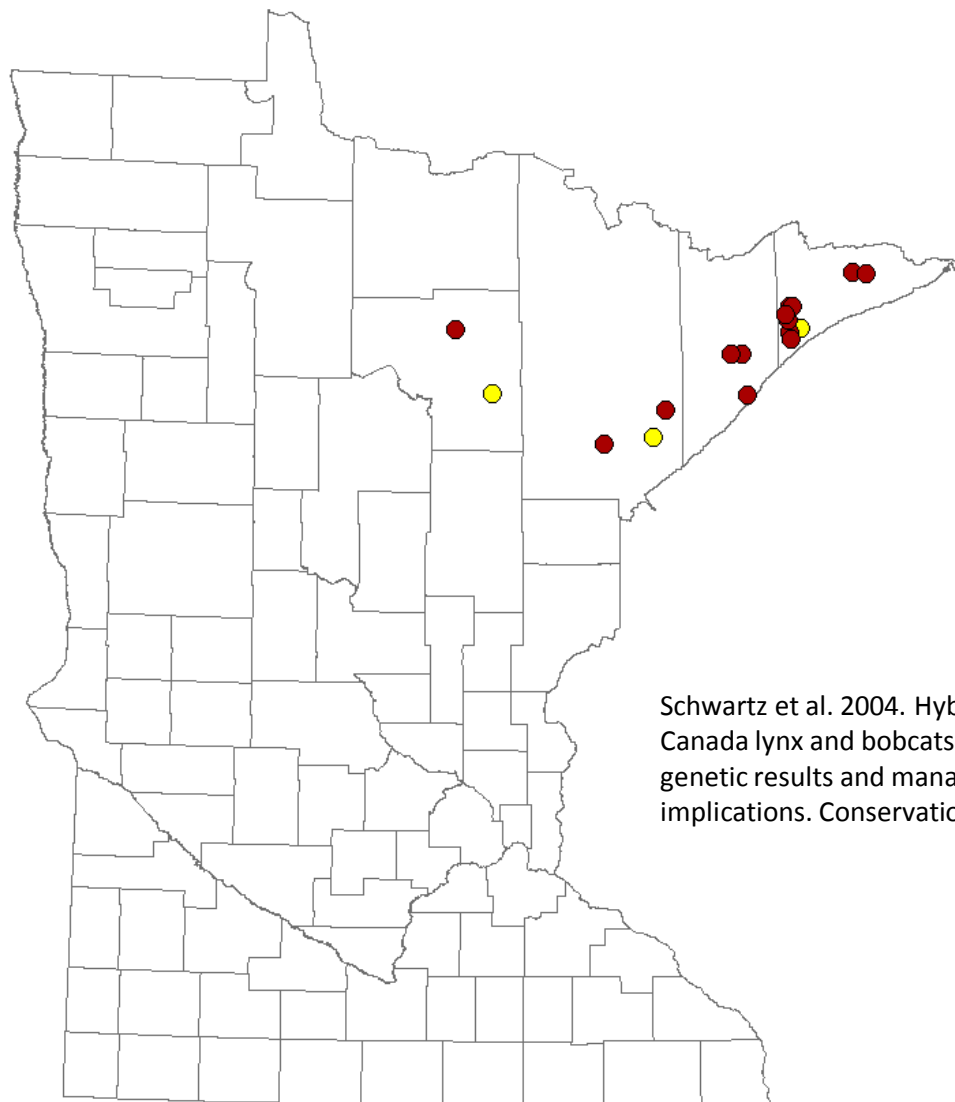 Schwartz et al. 2004. Hyb
Canada lynx and bobcats
genetic results and mana
implications. Conservatio